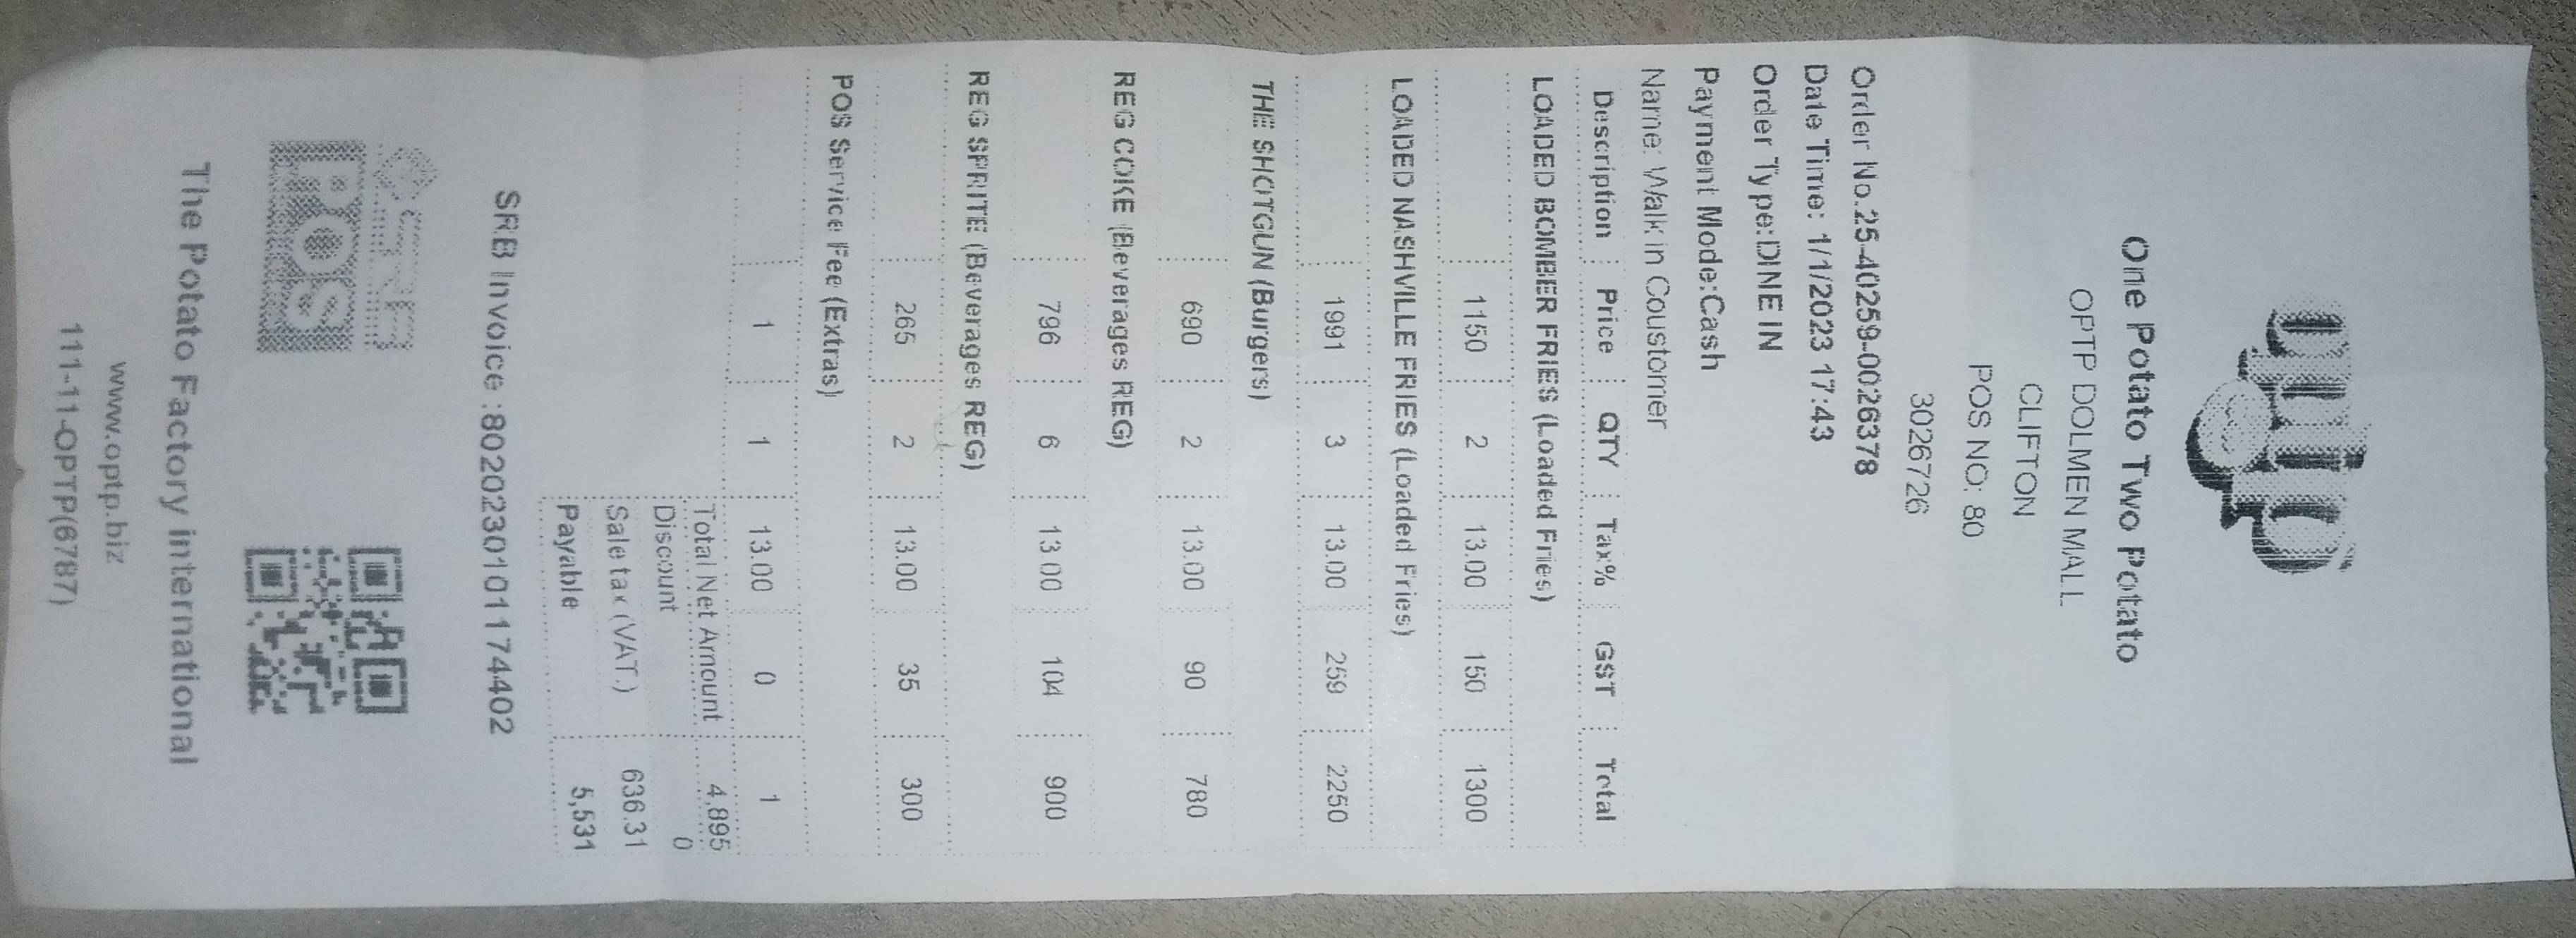 optp
One Potato Two Potato
OPTP DOLMEN MALL
CLIFTON
POS NO: 80
3026726
Order No.25-40259-0026378
Date Time: 1/1/2023 17:43
Order Type:DINE IN
Payment Mode:Cash
Name: Walk in Coustomer
Description Price QTY Tax% GST Total
LOADED BOMBER FRIES (Loaded Fries)
1150 2 13.00 150 1300
LOADED NASHVILLE FRIES (Loaded Fries)
1991 3 13.00 259 2250
THE SHOTGUN (Burgers)
690 2 13.00 90 780
REG COKE (Beverages REG)
796 6 13.00 104 900
REG SPRITE (Beverages REG)
265 2 13.00 35 300
POS Service Fee (Extras)
1 1 13.00 0 1
Total Net Amount 4,895
Discount 0
Sale tax (VAT ) 636.31
Payable 5,531
SRB Invoice :80202301011174402
POS
The Potato Factory international
www.optp.biz
111-11-OPTP(6787)